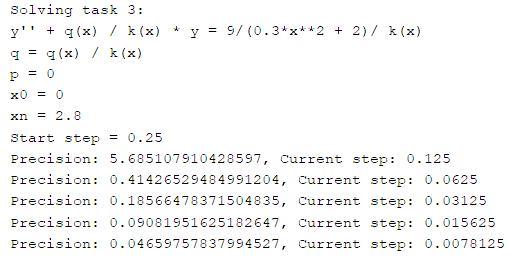 Solving task 3:
y'' + q(x) / k(x) * y = 9/(0.3*x**2 + 2)/ k(x)
q = q(x) / k(x)
p = 0
x0 = 0
xn = 2.8
Start step = 0.25
Precision: 5.685107910428597, Current step: 0.125
Precision: 0.41426529484991204, Current step: 0.0625
Precision: 0.18566478371504835, Current step: 0.03125
Precision: 0.09081951625182647, Current step: 0.015625
Precision: 0.04659757837994527, Current step: 0.0078125